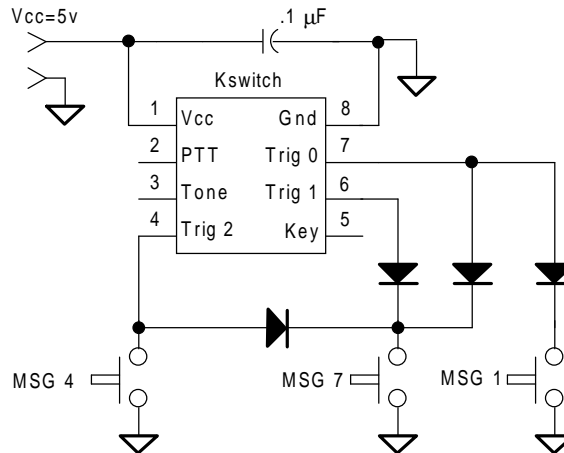 Vcc=5v
.1 µF
Kswitch
1 Vcc Gnd 8
2 PTT Trig 0 7
3 Tone Trig 1 6
4 Trig 2 Key 5
MSG 4
MSG 7
MSG 1